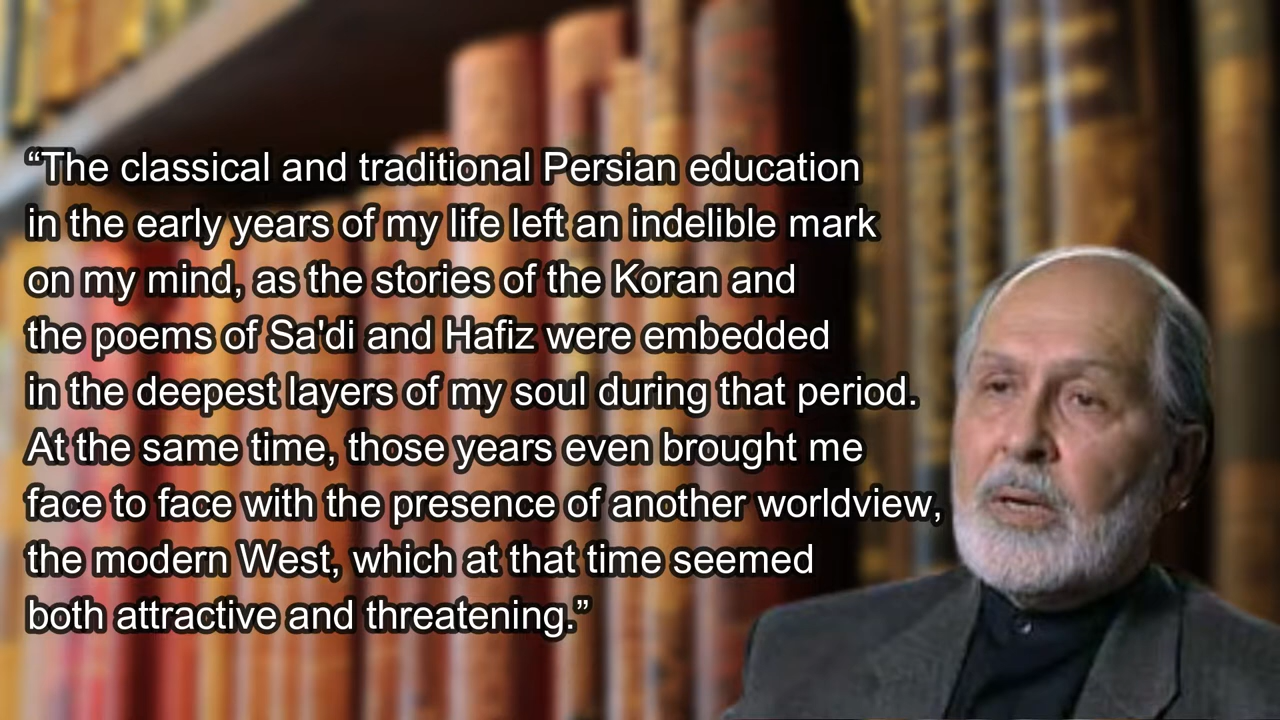 “The classical and traditional Persian education
in the early years of my life left an indelible mark
on my mind, as the stories of the Koran and
the poems of Sa'di and Hafiz were embedded
in the deepest layers of my soul during that period.
At the same time, those years even brought me
face to face with the presence of another worldview,
the modern West, which at that time seemed
both attractive and threatening.”